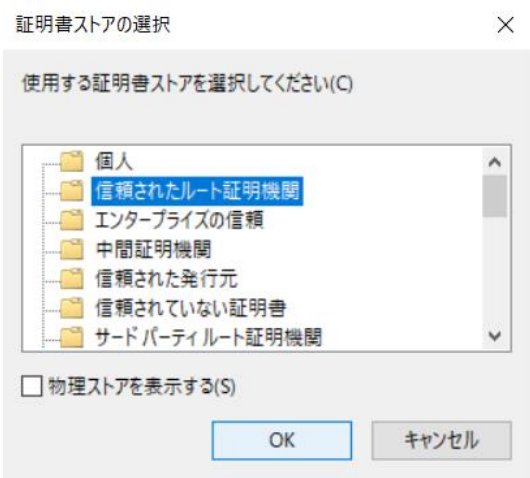 証明書ストアの選択
使用する証明書ストアを選択してください(C)
個人
信頼されたルート証明機関
エンタープライズの信頼
中間証明機関
信頼された発行元
信頼されていない証明書
サード パーティ ルート証明機関
物理ストアを表示する(S)
OK キャンセル